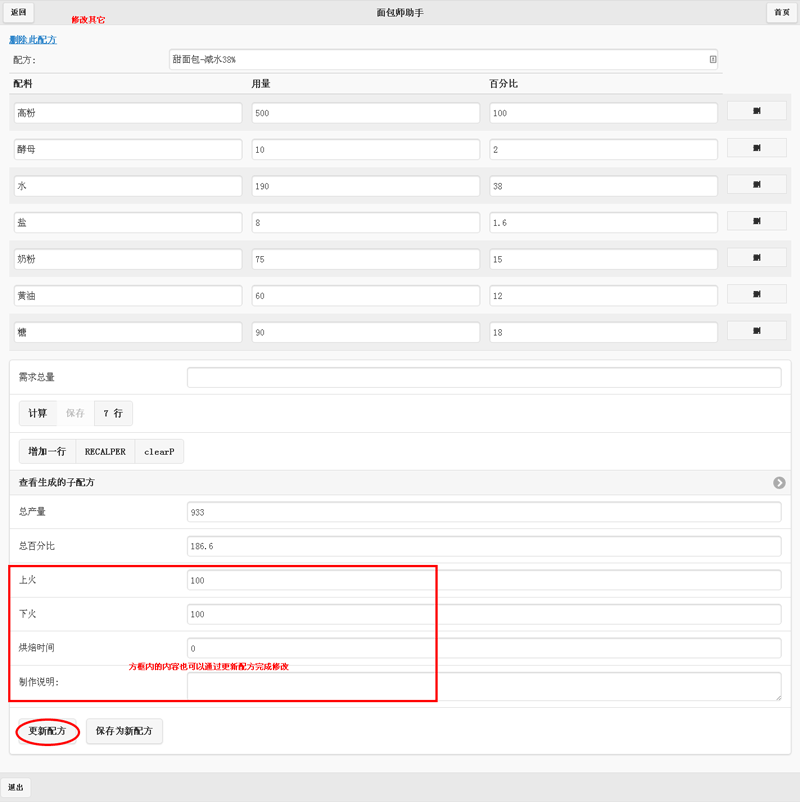 返回 面包师助手 首页
修改其它
删除此配方
配方: 甜面包-减水38%
配料 用量 百分比
高粉 500 100 删
酵母 10 2 删
水 190 38 删
盐 8 1.6 删
奶粉 75 15 删
黄油 60 12 删
糖 90 18 删
需求总量
计算 保存 7 行
增加一行 RECALPER clearP
查看生成的子配方
总产量 933
总百分比 186.6
上火 100
下火 100
烘焙时间 0
方框内的内容也可以通过更新配方完成修改
制作说明:
更新配方 保存为新配方
退出